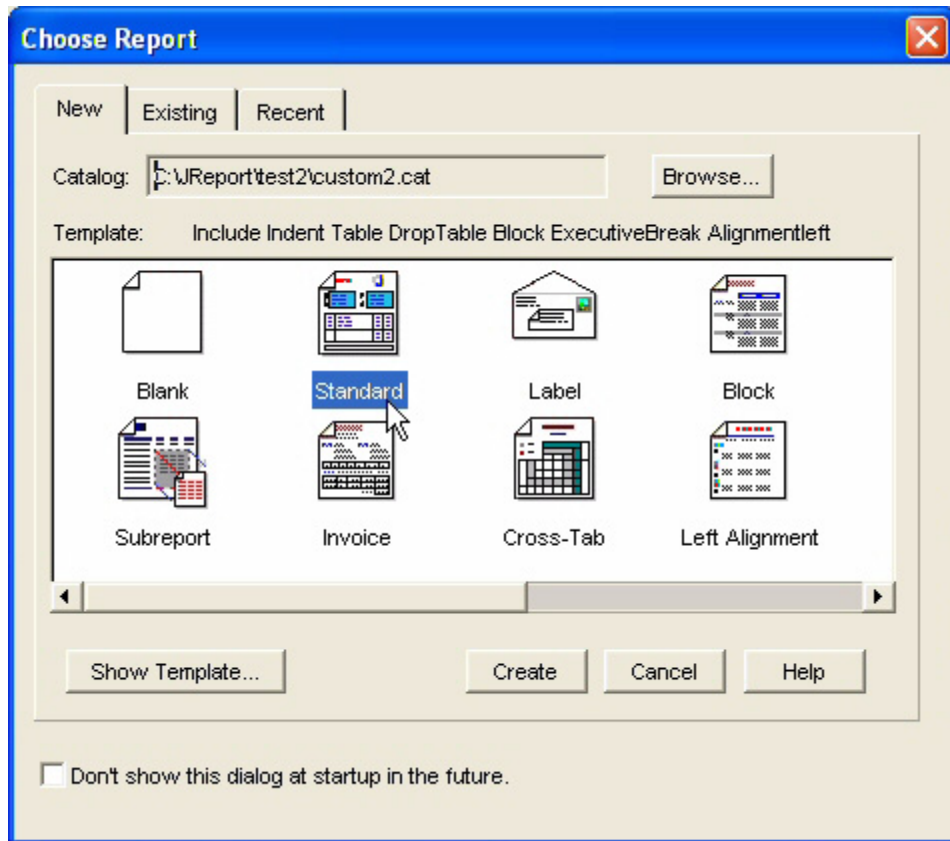 Choose Report
New Existing Recent
Catalog: C:\JReport\test2\custom2.cat Browse...
Template: Include Indent Table DropTable Block ExecutiveBreak Alignmentleft
Blank Standard Label Block
Subreport Invoice Cross-Tab Left Alignment
Show Template... Create Cancel Help
Don't show this dialog at startup in the future.